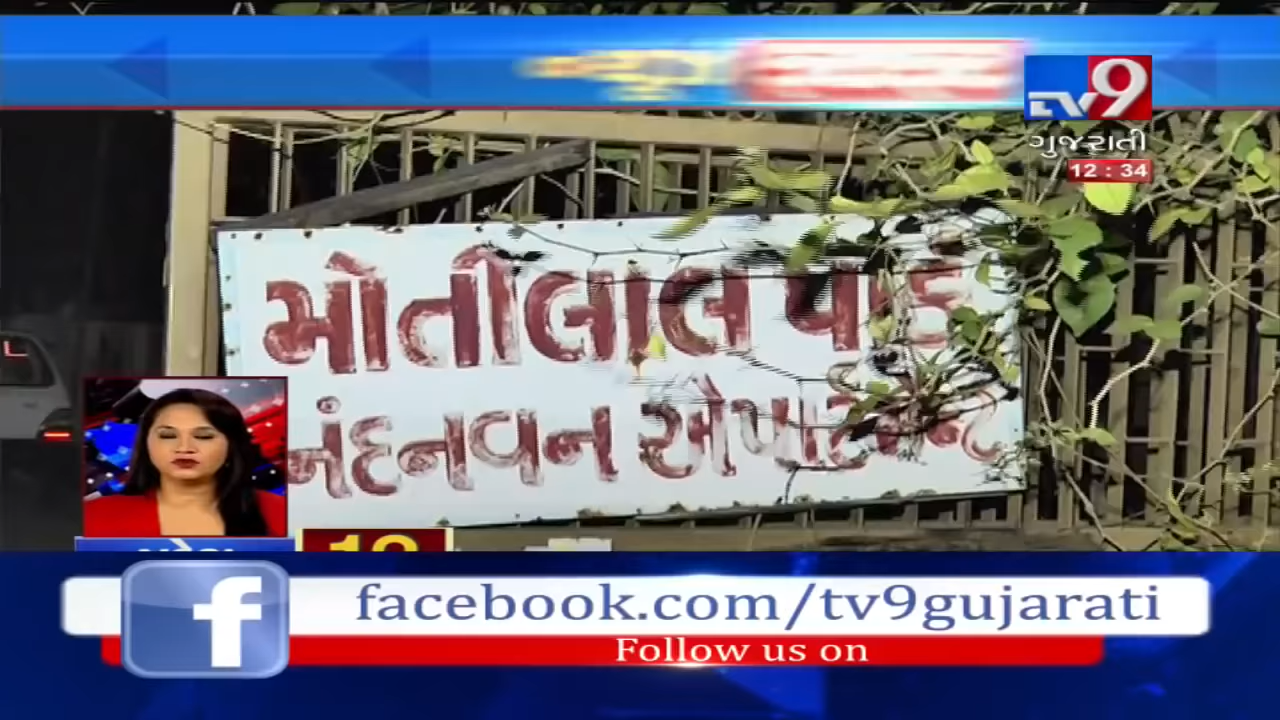 TV9
ગુજરાતી
12 : 34
મોતીલાલ પાર્ક
નંદનવન એપાર્ટમેન્ટ
facebook.com/tv9gujarati
Follow us on